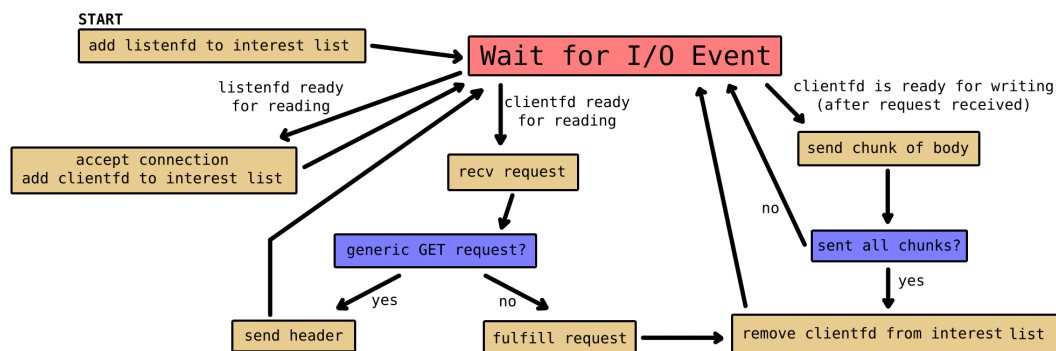 START
add listenfd to interest list
Wait for I/O Event
listenfd ready
for reading
clientfd ready
for reading
clientfd is ready for writing
(after request received)
accept connection
add clientfd to interest list
recv request
send chunk of body
no
generic GET request?
sent all chunks?
yes
no
yes
send header
fulfill request
remove clientfd from interest list